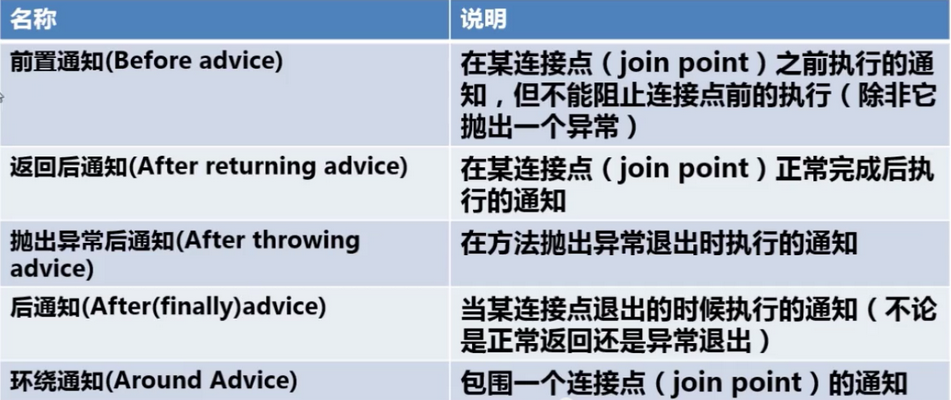 名称
说明
前置通知(Before advice)
在某连接点（join point）之前执行的通
知，但不能阻止连接点前的执行（除非它
抛出一个异常）
返回后通知(After returning advice)
在某连接点（join point）正常完成后执
行的通知
抛出异常后通知(After throwing
advice)
在方法抛出异常退出时执行的通知
后通知(After(finally)advice)
当某连接点退出的时候执行的通知（不论
是正常返回还是异常退出）
环绕通知(Around Advice)
包围一个连接点（join point）的通知